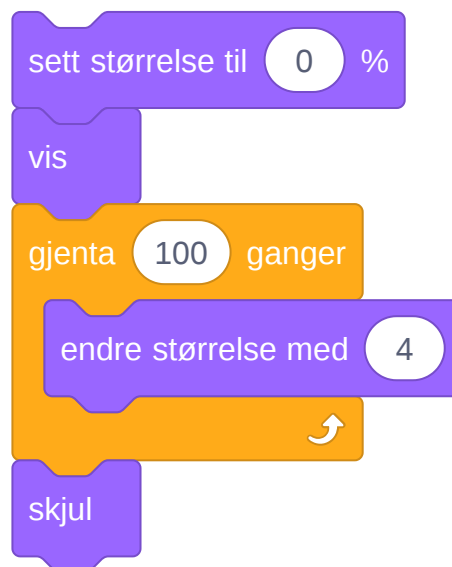 sett størrelse til 0 %
vis
gjenta 100 ganger
endre størrelse med 4
skjul